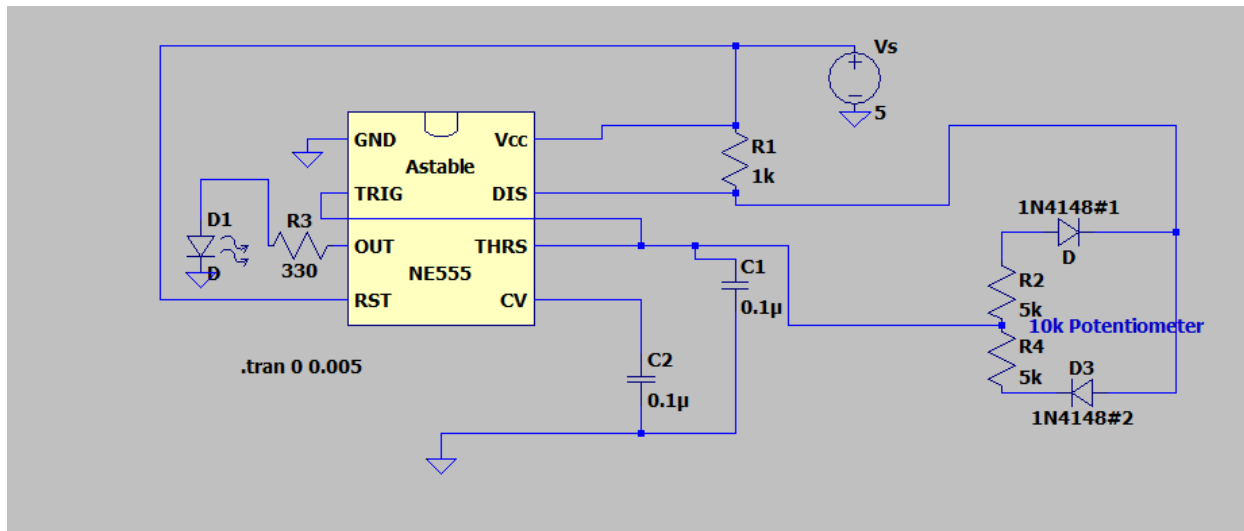 Vs
+
−
5
GND
Vcc
R1
1k
Astable
TRIG
DIS
D1
R3
D
330
OUT
THRS
NE555
RST
CV
C1
0.1µ
C2
0.1µ
.tran 0 0.005
1N4148#1
D
R2
5k
10k Potentiometer
R4
5k
D3
1N4148#2